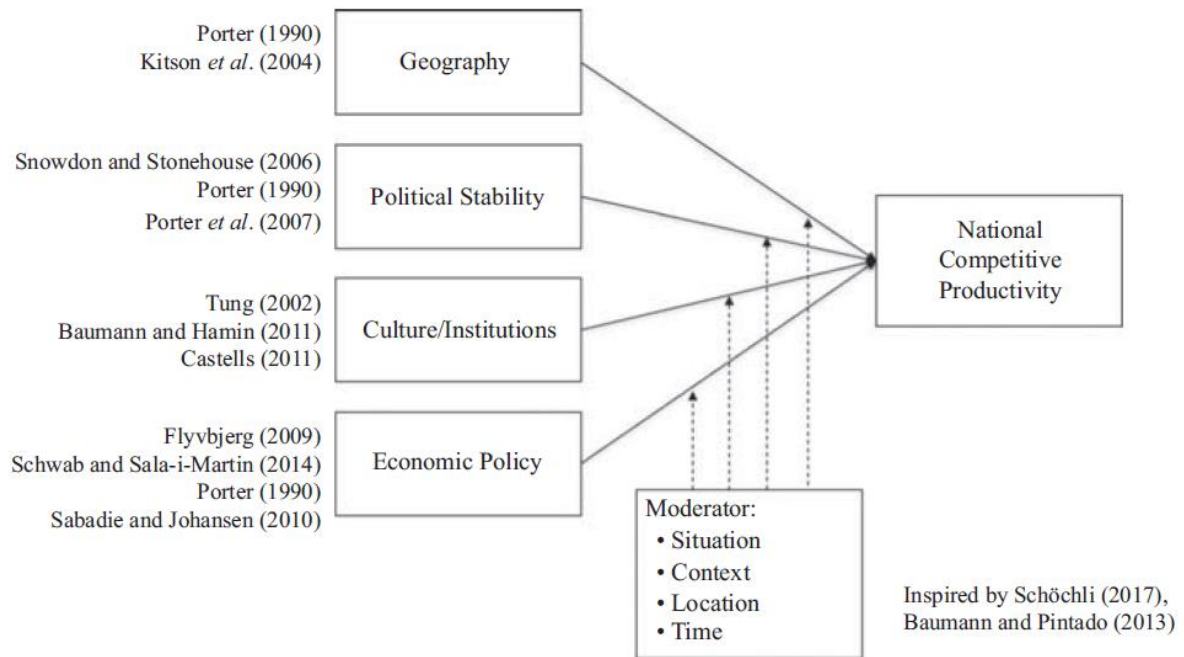 Porter (1990)
Kitson et al. (2004)
Geography
Snowdon and Stonehouse (2006)
Porter (1990)
Porter et al. (2007)
Political Stability
Tung (2002)
Baumann and Hamin (2011)
Castells (2011)
Culture/Institutions
Flyvbjerg (2009)
Schwab and Sala-i-Martin (2014)
Porter (1990)
Sabadie and Johansen (2010)
Economic Policy
National
Competitive
Productivity
Moderator:
• Situation
• Context
• Location
• Time
Inspired by Schöchli (2017),
Baumann and Pintado (2013)